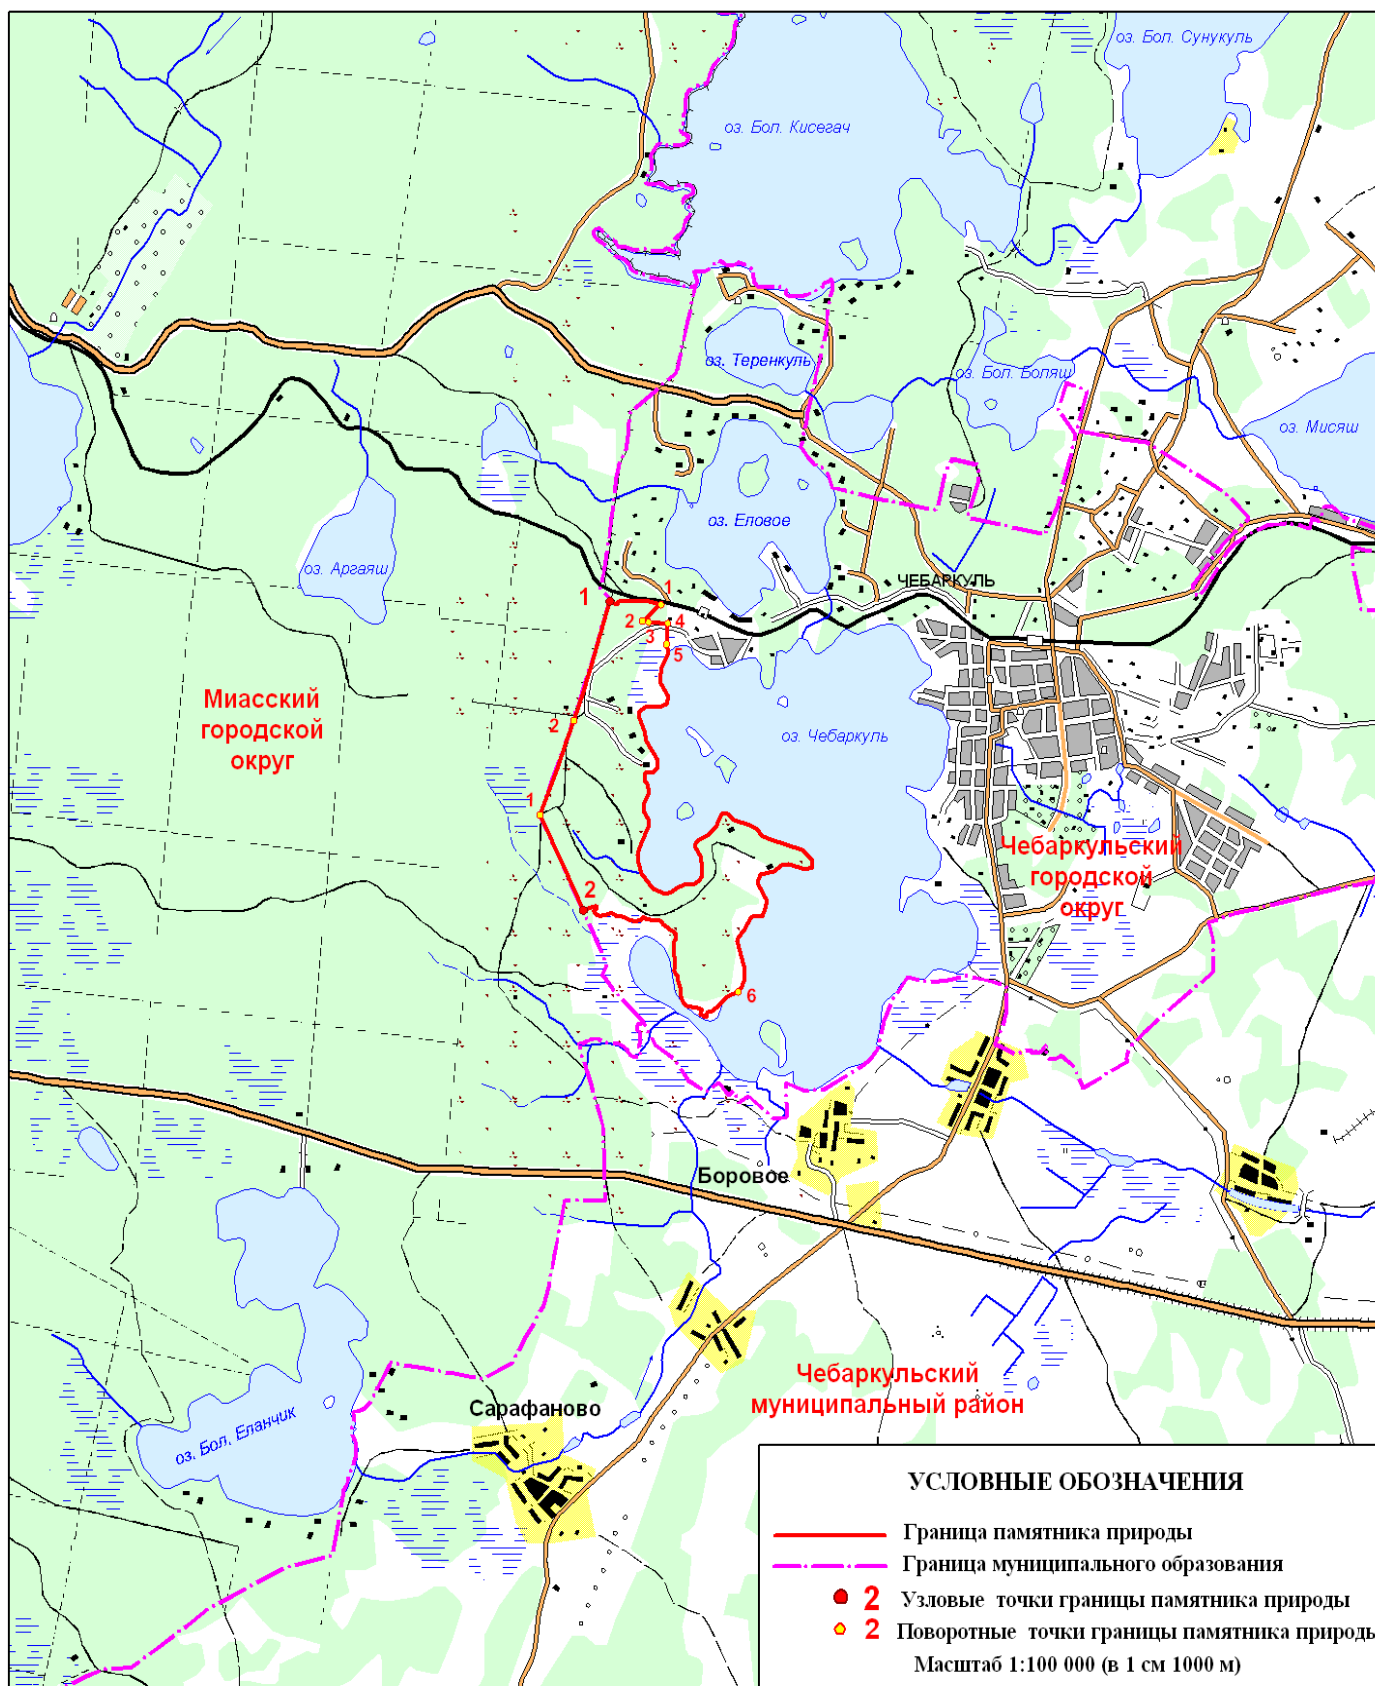 оз. Бол. Сунукуль
оз. Бол. Кисегач
оз. Теренкуль
оз. Бол. Боляш
оз. Мисяш
оз. Еловое
оз. Аргаяш
ЧЕБАРКУЛЬ
1
1
2
3
4
5
Миасский
городской
округ
2
оз. Чебаркуль
1
Чебаркульский
городской
округ
2
6
Боровое
Чебаркульский
муниципальный район
Сарафаново
оз. Бол. Еланчик
УСЛОВНЫЕ ОБОЗНАЧЕНИЯ
Граница памятника природы
Граница муниципального образования
2 Узловые точки границы памятника природы
2 Поворотные точки границы памятника природы
Масштаб 1:100 000 (в 1 см 1000 м)